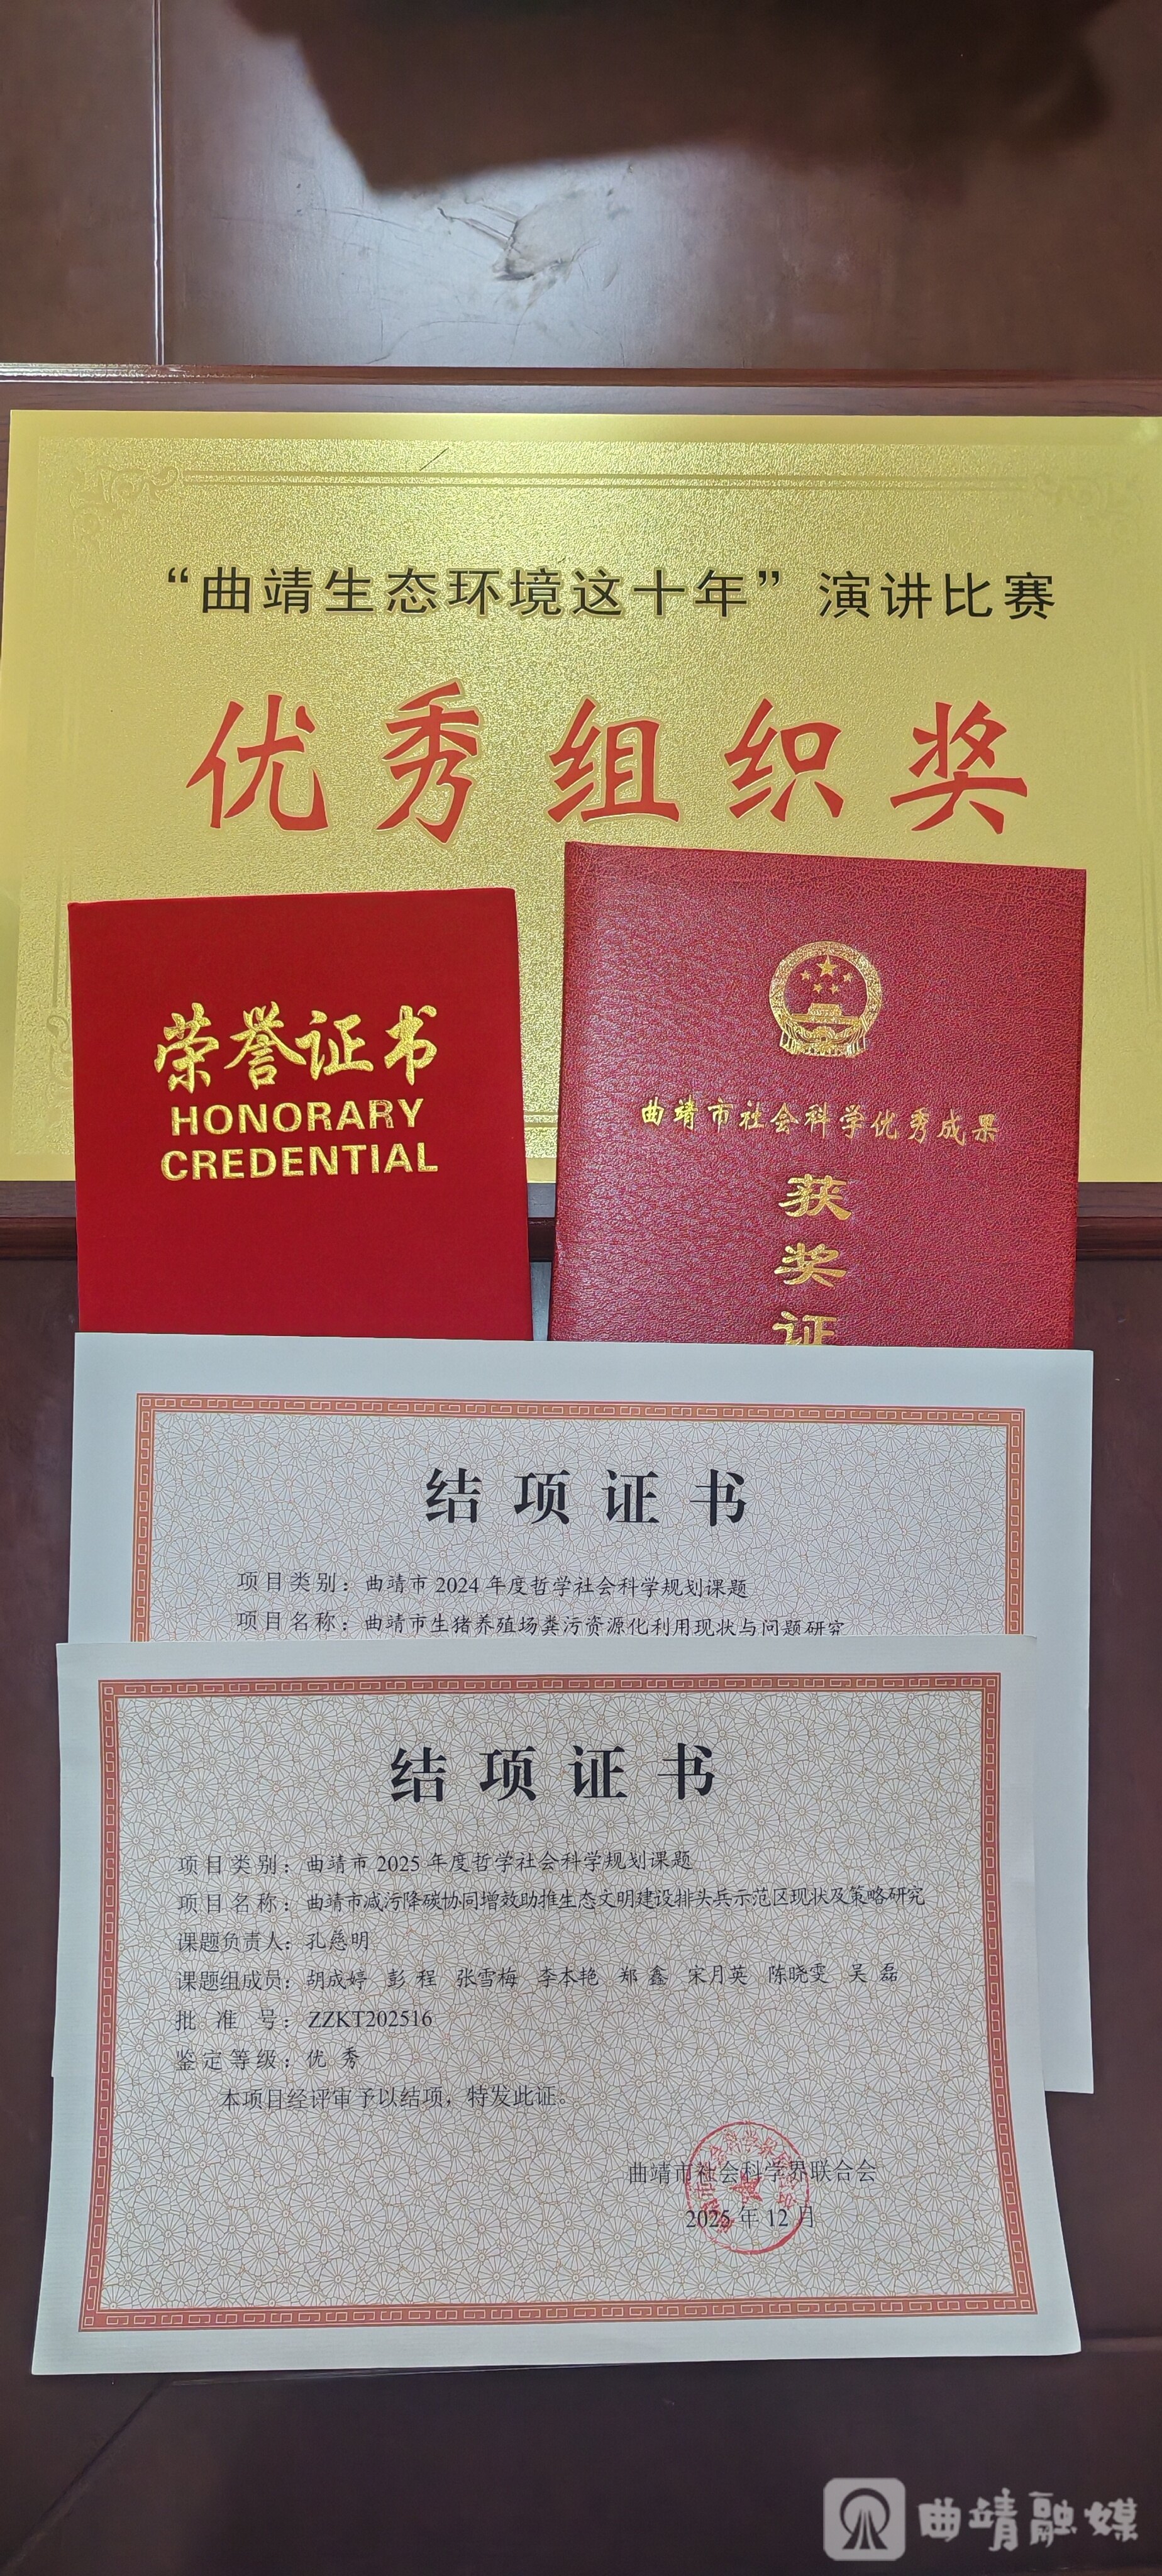 “曲靖生态环境这十年”演讲比赛
优秀组织奖
荣誉证书
HONORARY
CREDENTIAL
曲靖市社会科学优秀成果
获
奖
证
结项证书
项目类别：曲靖市2024年度哲学社会科学规划课题
项目名称：曲靖市生猪养殖场粪污资源化利用现状与问题研究
结项证书
项目类别：曲靖市2025年度哲学社会科学规划课题
项目名称：曲靖市减污降碳协同增效助推生态文明建设排头兵示范区现状及策略研究
课题负责人：孔慈明
课题组成员：胡成婷 彭程 张雪梅 李本艳 郑鑫 宋月英 陈晓雯 吴磊
批准号：ZZKT202516
鉴定等级：优秀
本项目经评审予以结项，特发此证。
曲靖市社会科学界联合会
2025年12月
曲靖融媒